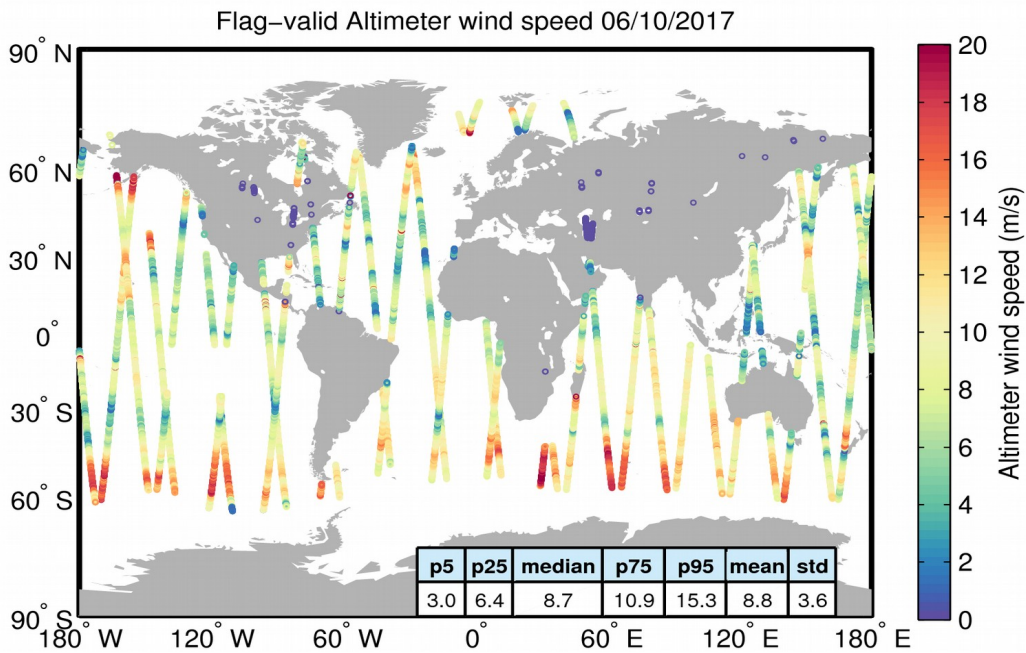 Flag−valid Altimeter wind speed 06/10/2017
90° N
60° N
30° N
0°
30° S
60° S
90° S
180° W
120° W
60° W
0°
60° E
120° E
180° E
p5 p25 median p75 p95 mean std
3.0 6.4 8.7 10.9 15.3 8.8 3.6
20
18
16
14
12
10
8
6
4
2
0
Altimeter wind speed (m/s)